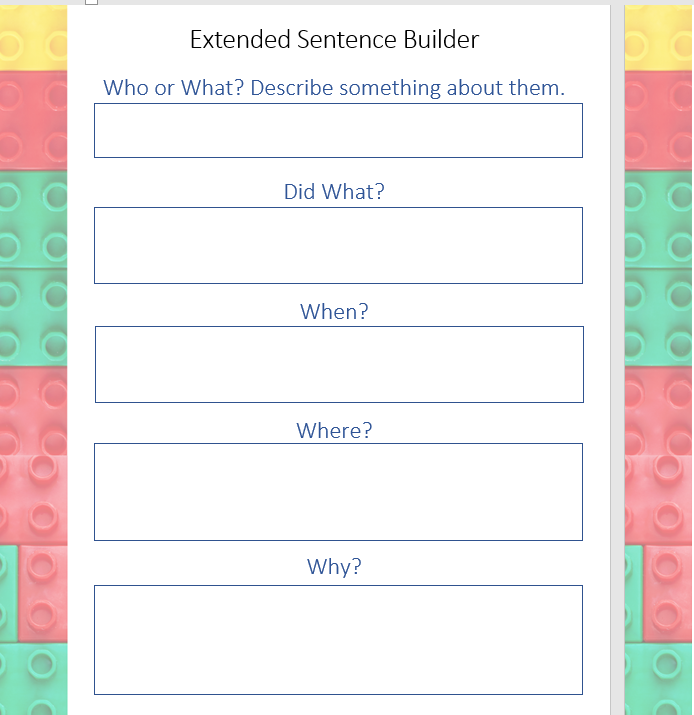 Extended Sentence Builder
Who or What? Describe something about them.
Did What?
When?
Where?
Why?